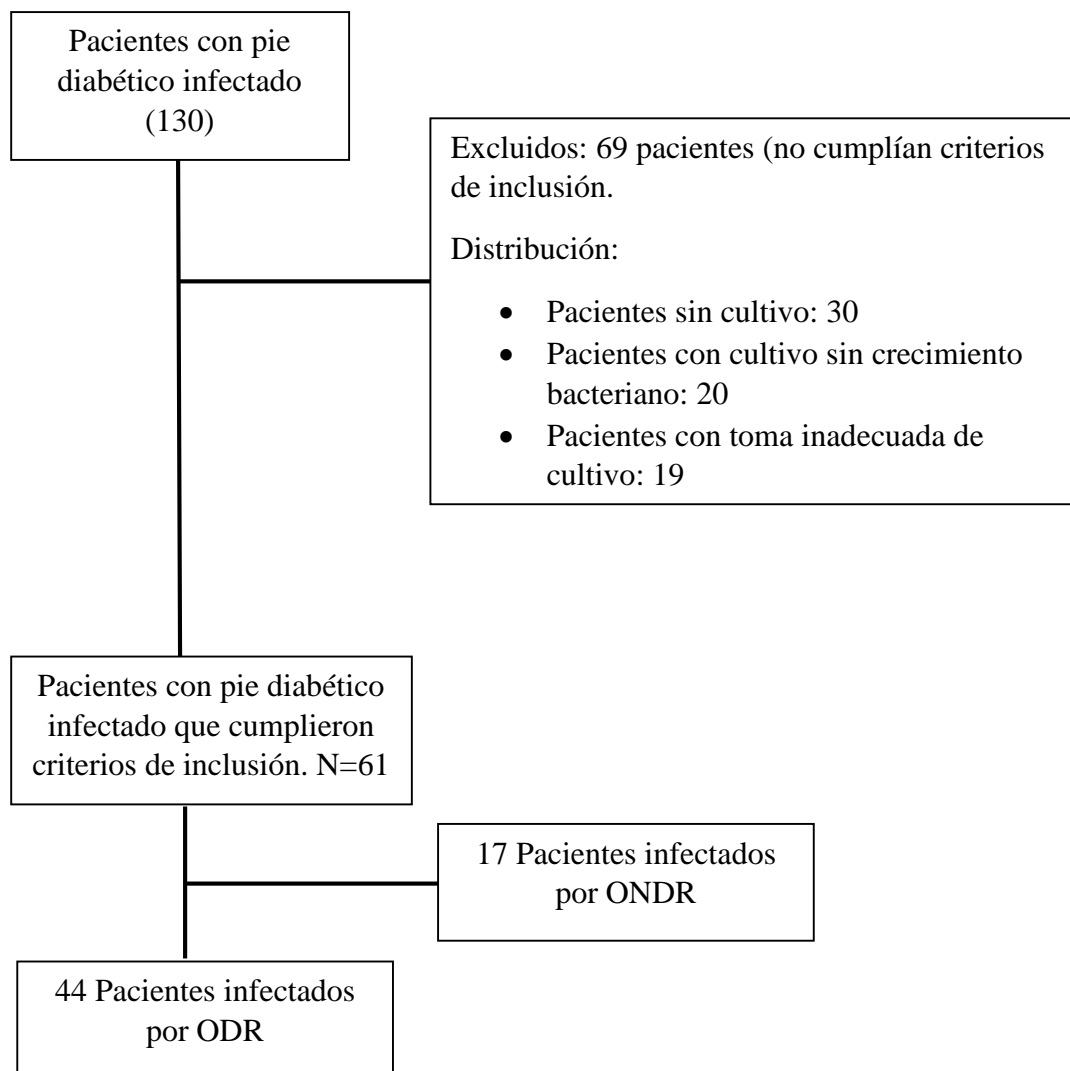 Pacientes con pie
diabético infectado
(130)
Excluidos: 69 pacientes (no cumplían criterios
de inclusión.
Distribución:
• Pacientes sin cultivo: 30
• Pacientes con cultivo sin crecimiento
bacteriano: 20
• Pacientes con toma inadecuada de
cultivo: 19
Pacientes con pie diabético
infectado que cumplieron
criterios de inclusión. N=61
17 Pacientes infectados
por ONDR
44 Pacientes infectados
por ODR